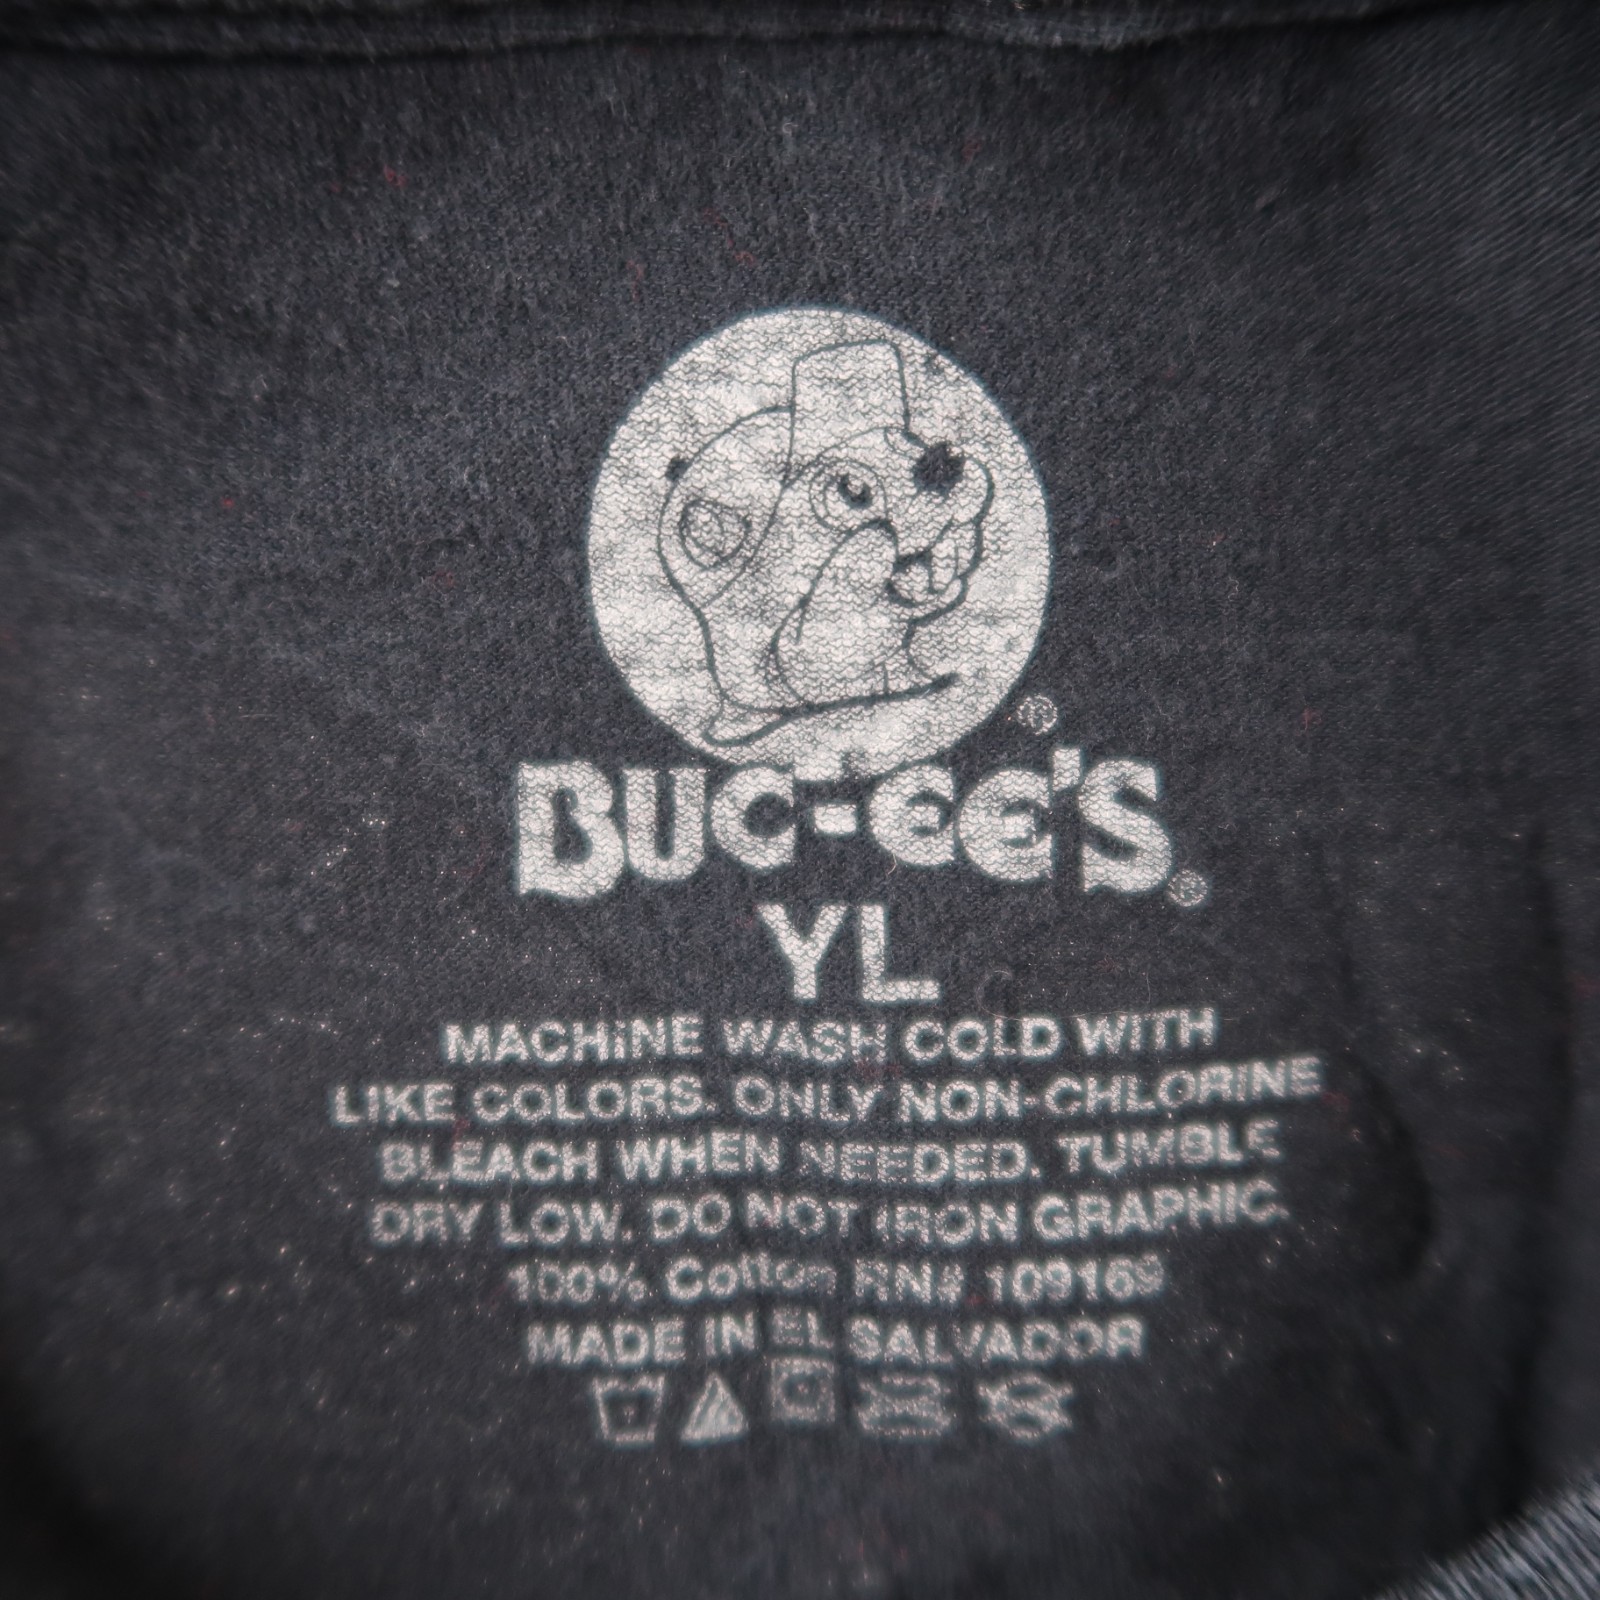 ®
BUC-EE'S®
YL
MACHINE WASH COLD WITH
LIKE COLORS. ONLY NON-CHLORINE
BLEACH WHEN NEEDED. TUMBLE
DRY LOW. DO NOT IRON GRAPHIC.
100% Cotton RN# 109169
MADE IN EL SALVADOR